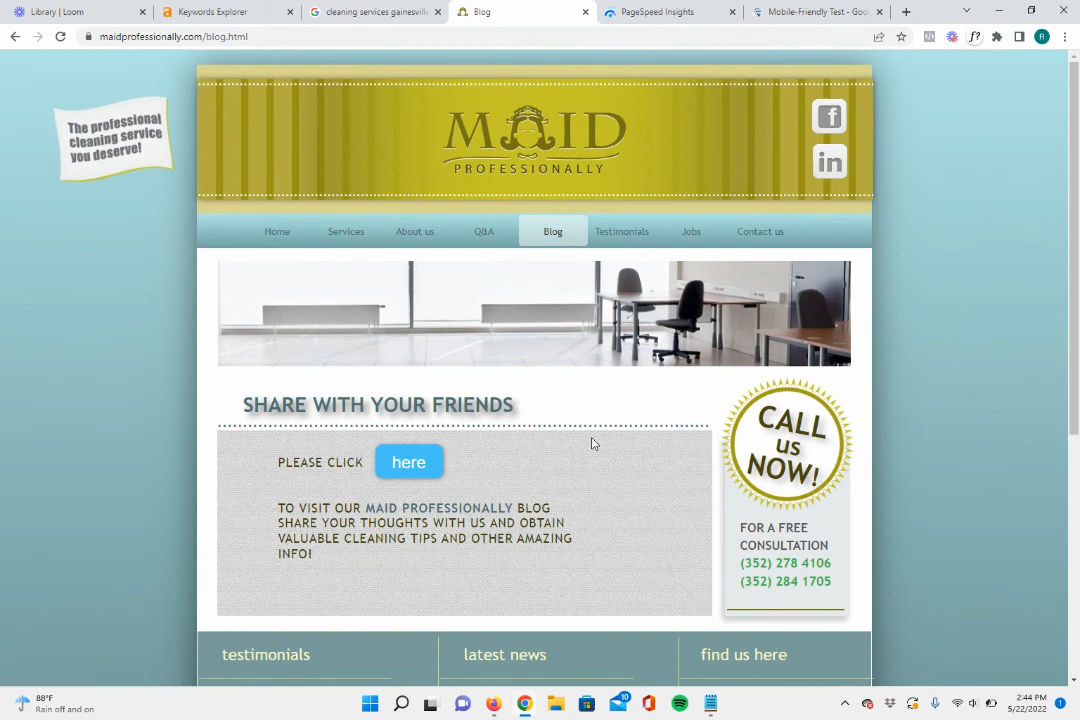 Library | Loom
Keywords Explorer
cleaning services gainesville
Blog
PageSpeed Insights
Mobile-Friendly Test - Goo
maidprofessionally.com/blog.html
f?
R
The professional
cleaning service
you deserve!
MAID
PROFESSIONALLY
f
in
Home
Services
About us
Q&A
Blog
Testimonials
Jobs
Contact us
SHARE WITH YOUR FRIENDS
PLEASE CLICK here
TO VISIT OUR MAID PROFESSIONALLY BLOG
SHARE YOUR THOUGHTS WITH US AND OBTAIN
VALUABLE CLEANING TIPS AND OTHER AMAZING
INFO!
CALL
us
NOW!
FOR A FREE
CONSULTATION
(352) 278 4106
(352) 284 1705
testimonials
latest news
find us here
88°F
Rain off and on
10
2:44 PM
5/22/2022
1